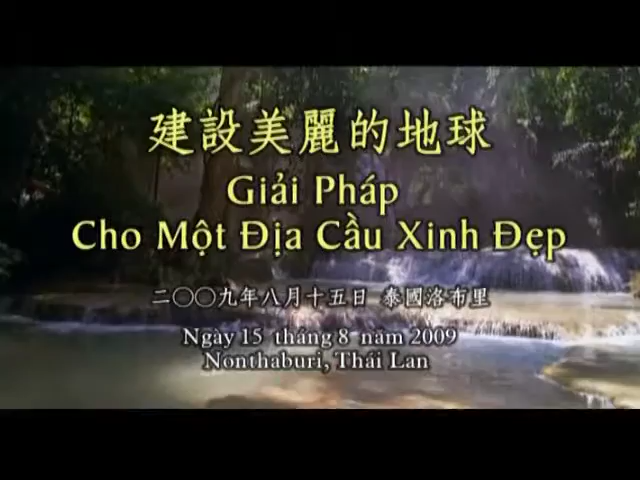 建設美麗的地球
Giải Pháp
Cho Một Địa Cầu Xinh Đẹp
二〇〇九年八月十五日 泰國洛布里
Ngày 15 tháng 8 năm 2009
Nonthaburi, Thái Lan